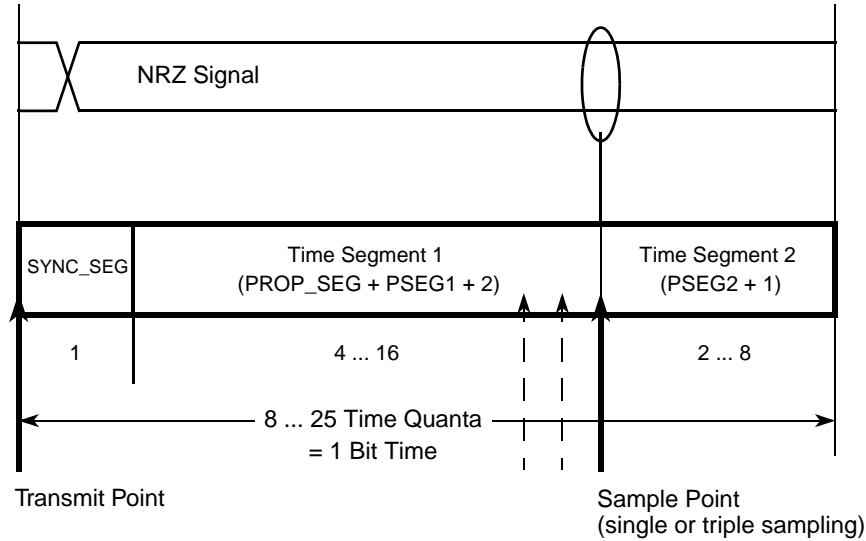 NRZ Signal
SYNC_SEG
Time Segment 1
(PROP_SEG + PSEG1 + 2)
Time Segment 2
(PSEG2 + 1)
1
4 ... 16
2 ... 8
8 ... 25 Time Quanta
= 1 Bit Time
Transmit Point
Sample Point
(single or triple sampling)